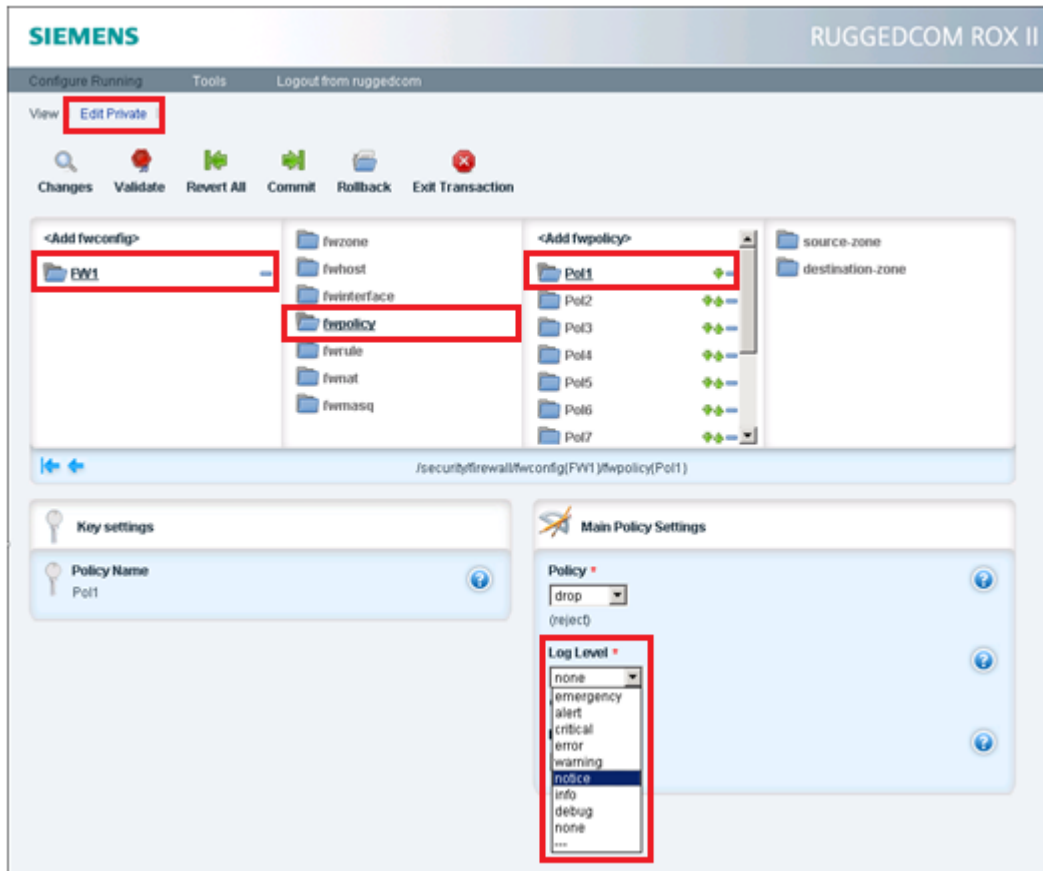 SIEMENS
RUGGEDCOM ROX II
Configure Running Tools Logout from ruggedcom
View Edit Private
Changes Validate Revert All Commit Rollback Exit Transaction
<Add fwconfig>
FW1
fwzone
fwhost
fwinterface
fwpolicy
fwrule
fwnat
fwmasq
<Add fwpolicy>
Pol1
Pol2
Pol3
Pol4
Pol5
Pol6
Pol7
source-zone
destination-zone
/security/firewall/fwconfig{FW1}/fwpolicy{Pol1}
Key settings
Policy Name
Pol1
Main Policy Settings
Policy *
drop
(reject)
Log Level *
none
emergency
alert
critical
error
warning
notice
info
debug
none
---